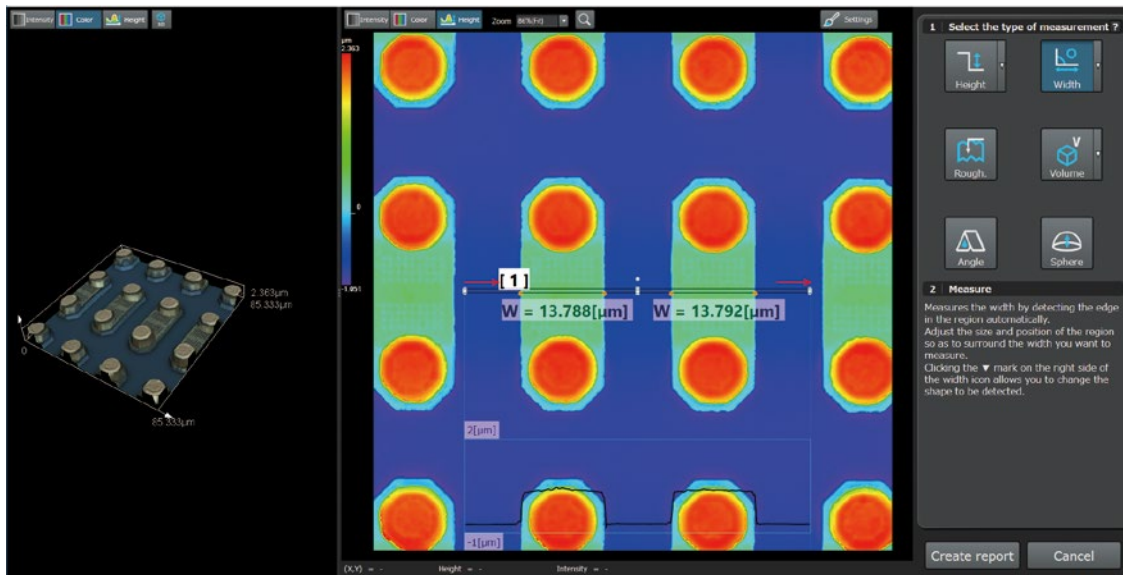 Intensity Color Height 3D
2.363μm
85.333μm
0
85.333μm
Intensity Color Height Zoom 86%(Fit) Settings
μm
2.363
0
[ 1 ]
W = 13.788[μm] W = 13.792[μm]
2[μm]
-1[μm]
(X,Y) = - Height = - Intensity = -
1 Select the type of measurement ?
Height Width
Rough. Volume
V
Angle Sphere
2 Measure
Measures the width by detecting the edge
in the region automatically.
Adjust the size and position of the region
so as to surround the width you want to
measure.
Clicking the ▼ mark on the right side of
the width icon allows you to change the
shape to be detected.
Create report Cancel